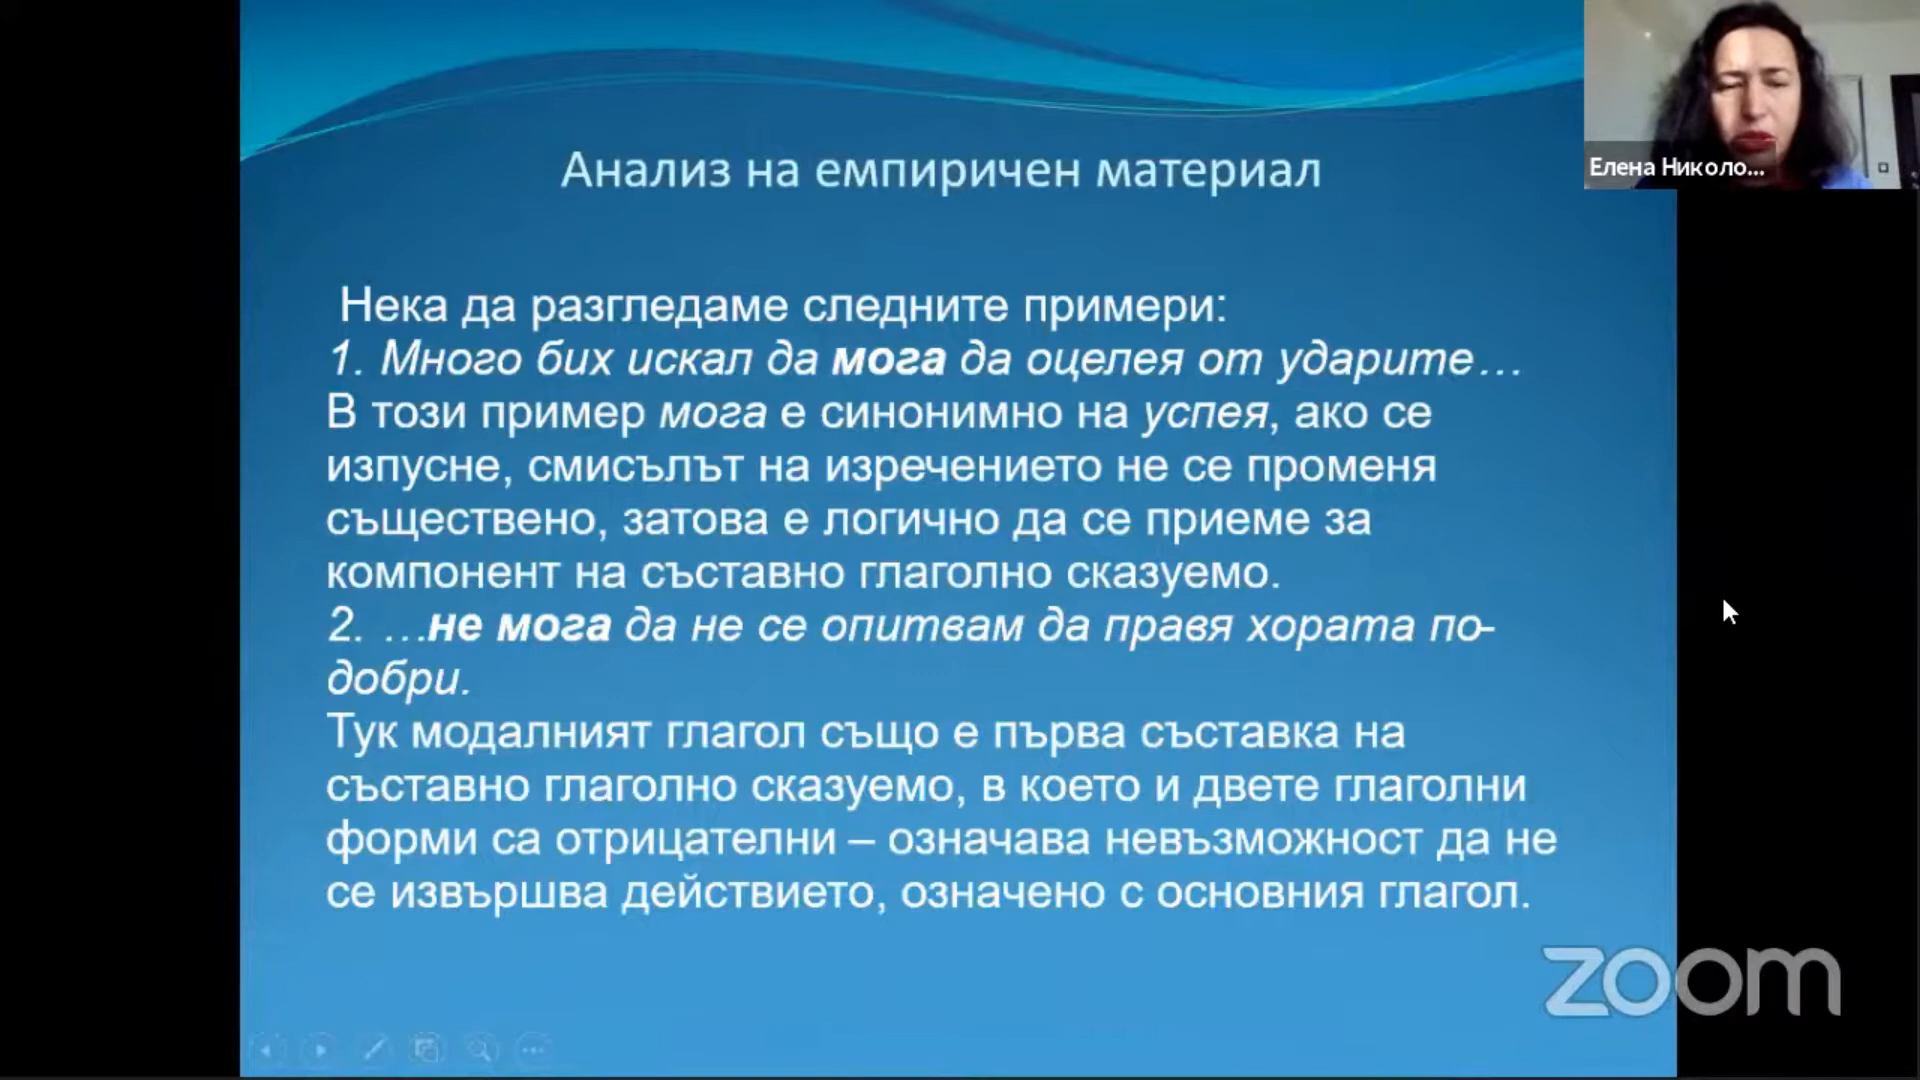 Елена Николо...
Анализ на емпиричен материал
Нека да разгледаме следните примери:
1. Много бих искал да мога да оцелея от ударите…
В този пример мога е синонимно на успея, ако се
изпусне, смисълът на изречението не се променя
съществено, затова е логично да се приеме за
компонент на съставно глаголно сказуемо.
2. …не мога да не се опитвам да правя хората по-
добри.
Тук модалният глагол също е първа съставка на
съставно глаголно сказуемо, в което и двете глаголни
форми са отрицателни – означава невъзможност да не
се извършва действието, означено с основния глагол.
zoom